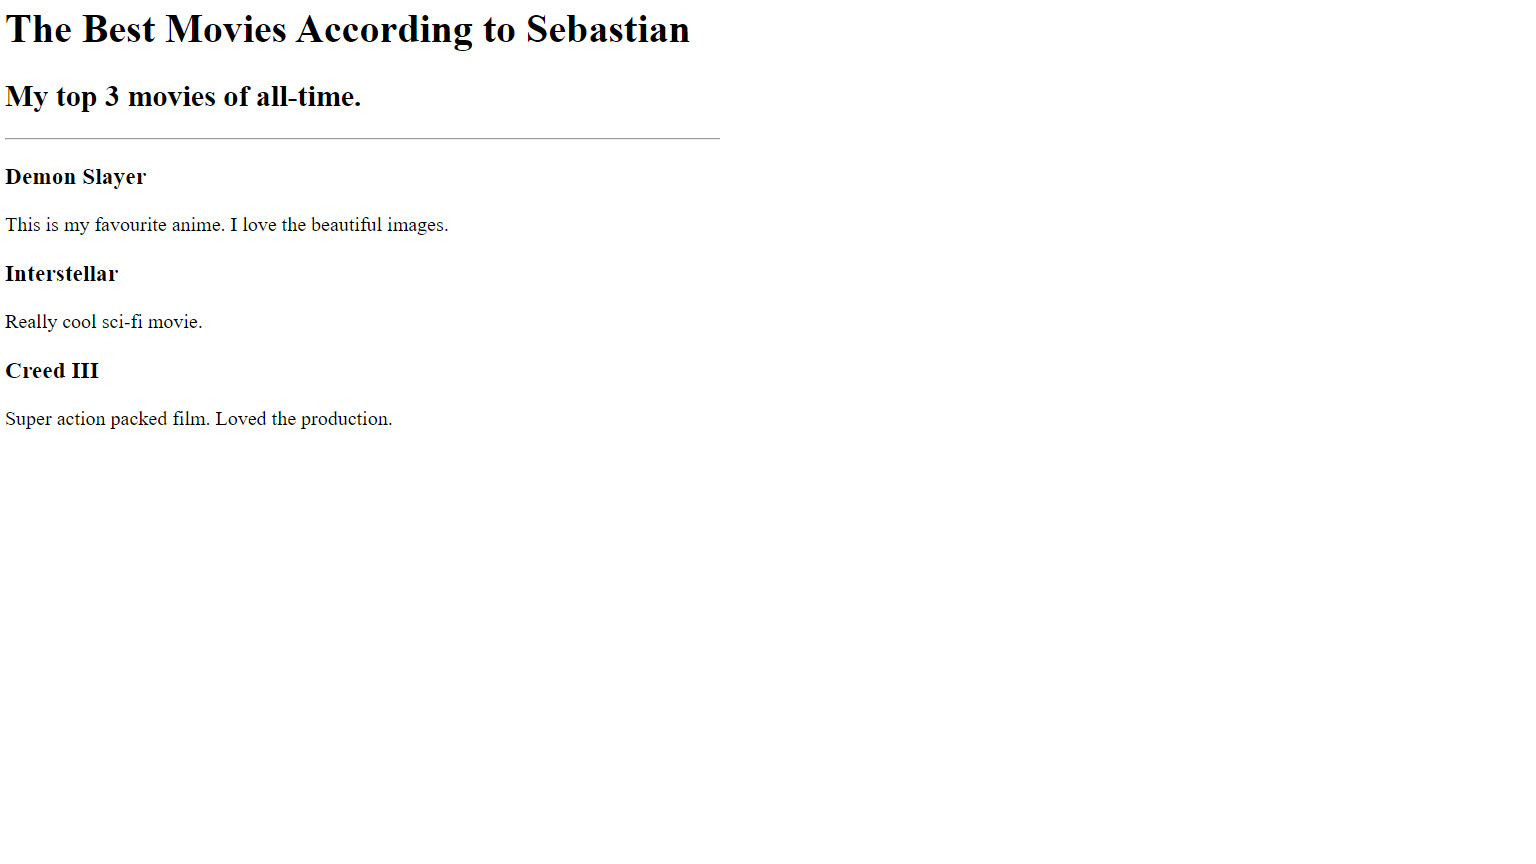 The Best Movies According to Sebastian
My top 3 movies of all-time.
Demon Slayer
This is my favourite anime. I love the beautiful images.
Interstellar
Really cool sci-fi movie.
Creed III
Super action packed film. Loved the production.